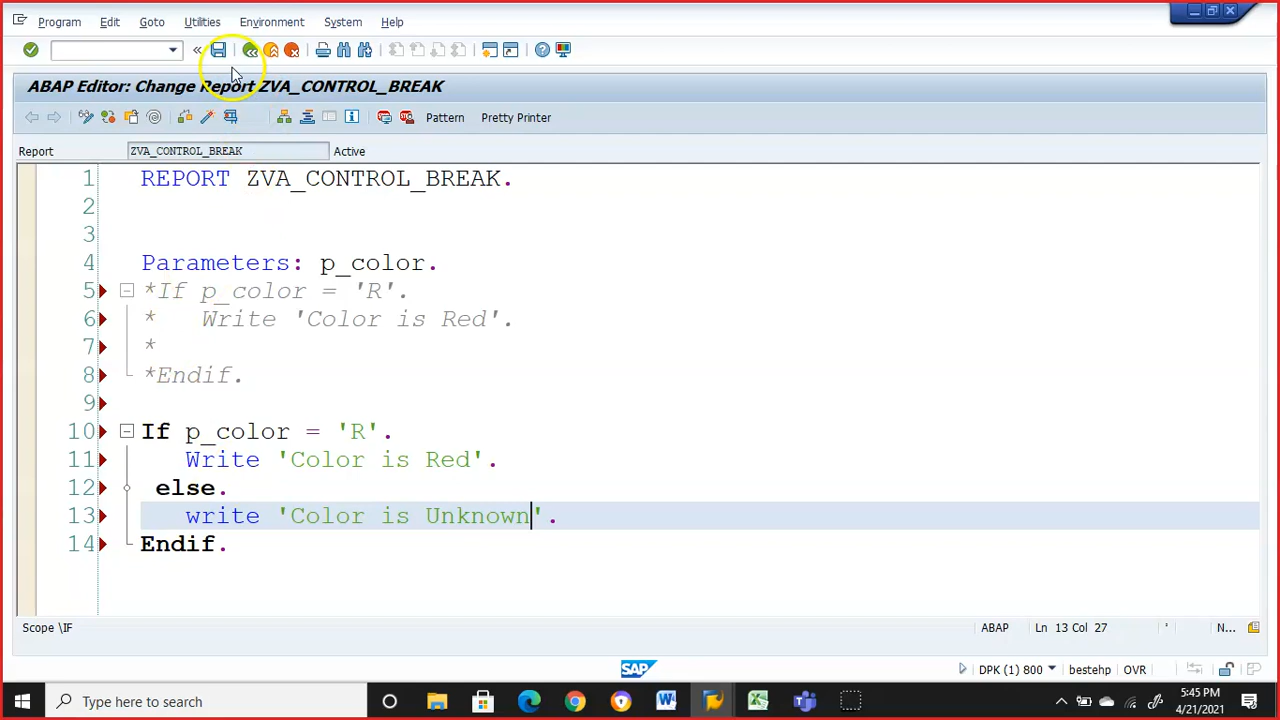 Program Edit Goto Utilities Environment System Help
ABAP Editor: Change Report ZVA_CONTROL_BREAK
Pattern Pretty Printer
Report ZVA_CONTROL_BREAK Active
1 REPORT ZVA_CONTROL_BREAK.
2
3
4 Parameters: p_color.
5 *If p_color = 'R'.
6 * Write 'Color is Red'.
7 *
8 *Endif.
9
10 If p_color = 'R'.
11 Write 'Color is Red'.
12 else.
13 write 'Color is Unknown'.
14 Endif.
Scope \IF ABAP Ln 13 Col 27 ' N...
SAP
DPK (1) 800 bestehp OVR
Type here to search
5:45 PM
4/21/2021